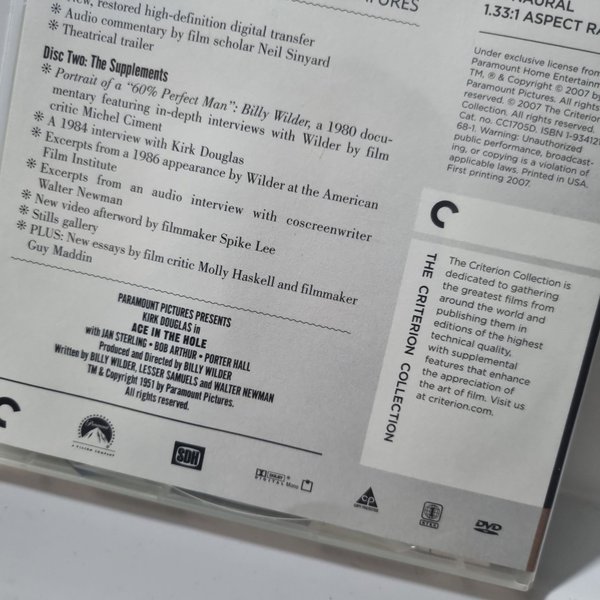 FEATURES
New, restored high-definition digital transfer
* Audio commentary by film scholar Neil Sinyard
* Theatrical trailer
Disc Two: The Supplements
* Portrait of a “60% Perfect Man”: Billy Wilder, a 1980 docu-
mentary featuring in-depth interviews with Wilder by film
critic Michel Ciment
* A 1984 interview with Kirk Douglas
* Excerpts from a 1986 appearance by Wilder at the American
Film Institute
* Excerpts from an audio interview with coscreenwriter
Walter Newman
* New video afterword by filmmaker Spike Lee
* Stills gallery
* PLUS: New essays by film critic Molly Haskell and filmmaker
Guy Maddin
PARAMOUNT PICTURES PRESENTS
KIRK DOUGLAS in
ACE IN THE HOLE
with JAN STERLING • BOB ARTHUR • PORTER HALL
Produced and Directed by BILLY WILDER
Written by BILLY WILDER, LESSER SAMUELS and WALTER NEWMAN
TM & Copyright 1951 by Paramount Pictures.
All rights reserved.
Paramount
SDH
DOLBY
DIGITAL Mono
DVD
1.33:1 ASPECT RA
Under exclusive license from
Paramount Home Entertainm
TM, ® & Copyright © 2007 by
Paramount Pictures. All rights
reserved. © 2007 The Criterion
Collection. All rights reserved.
Cat. no. CC1705D. ISBN 1-93412
68-1. Warning: Unauthorized
public performance, broadcast-
ing, or copying is a violation of
applicable laws. Printed in USA.
First printing 2007.
THE CRITERION COLLECTION
The Criterion Collection is
dedicated to gathering
the greatest films from
around the world and
publishing them in
editions of the highest
technical quality,
with supplemental
features that enhance
the appreciation of
the art of film. Visit us
at criterion.com.